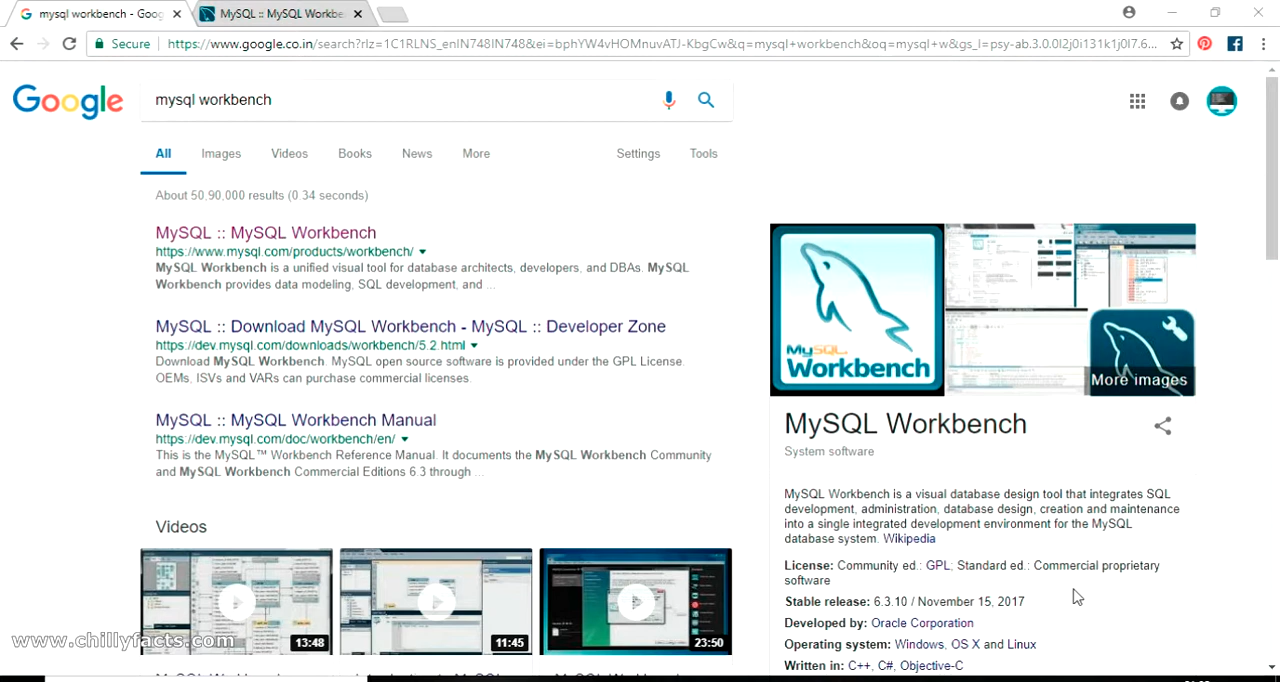 mysql workbench - Goog
MySQL :: MySQL Workbe
Secure
https://www.google.co.in/search?rlz=1C1RLNS_enIN748IN748&ei=bphYW4vHOMnuvATJ-KbgCw&q=mysql+workbench&oq=mysql+w&gs_l=psy-ab.3.0.0l2j0i131k1j0l7.6...
Google
mysql workbench
All
Images
Videos
Books
News
More
Settings
Tools
About 50,90,000 results (0.34 seconds)
MySQL :: MySQL Workbench
https://www.mysql.com/products/workbench/
MySQL Workbench is a unified visual tool for database architects, developers, and DBAs. MySQL
Workbench provides data modeling, SQL development, and ...
MySQL :: Download MySQL Workbench - MySQL :: Developer Zone
https://dev.mysql.com/downloads/workbench/5.2.html
Download MySQL Workbench. MySQL open source software is provided under the GPL License.
OEMs, ISVs and VARs can purchase commercial licenses.
MySQL :: MySQL Workbench Manual
https://dev.mysql.com/doc/workbench/en/
This is the MySQL™ Workbench Reference Manual. It documents the MySQL Workbench Community
and MySQL Workbench Commercial Editions 6.3 through ...
Videos
13:48
11:45
23:50
www.chillyfacts.com
MySQL
Workbench
More images
MySQL Workbench
System software
MySQL Workbench is a visual database design tool that integrates SQL
development, administration, database design, creation and maintenance
into a single integrated development environment for the MySQL
database system. Wikipedia
License: Community ed.: GPL; Standard ed.: Commercial proprietary
software
Stable release: 6.3.10 / November 15, 2017
Developed by: Oracle Corporation
Operating system: Windows, OS X and Linux
Written in: C++, C#, Objective-C